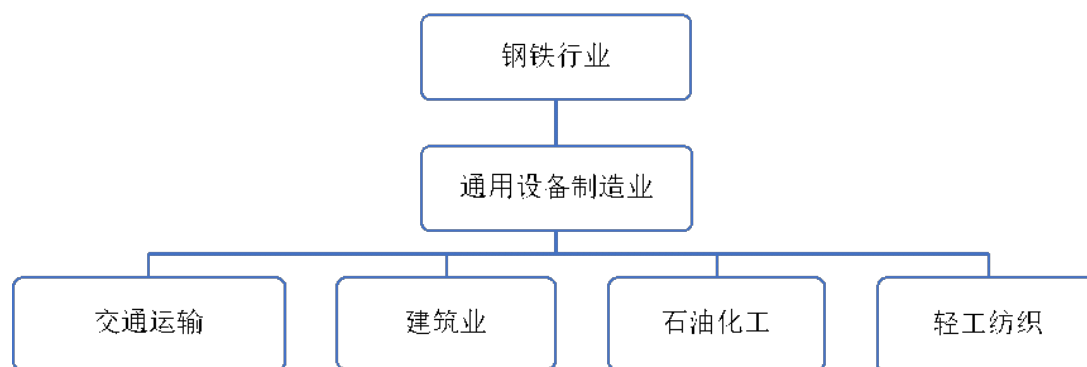 钢铁行业
通用设备制造业
交通运输
建筑业
石油化工
轻工纺织